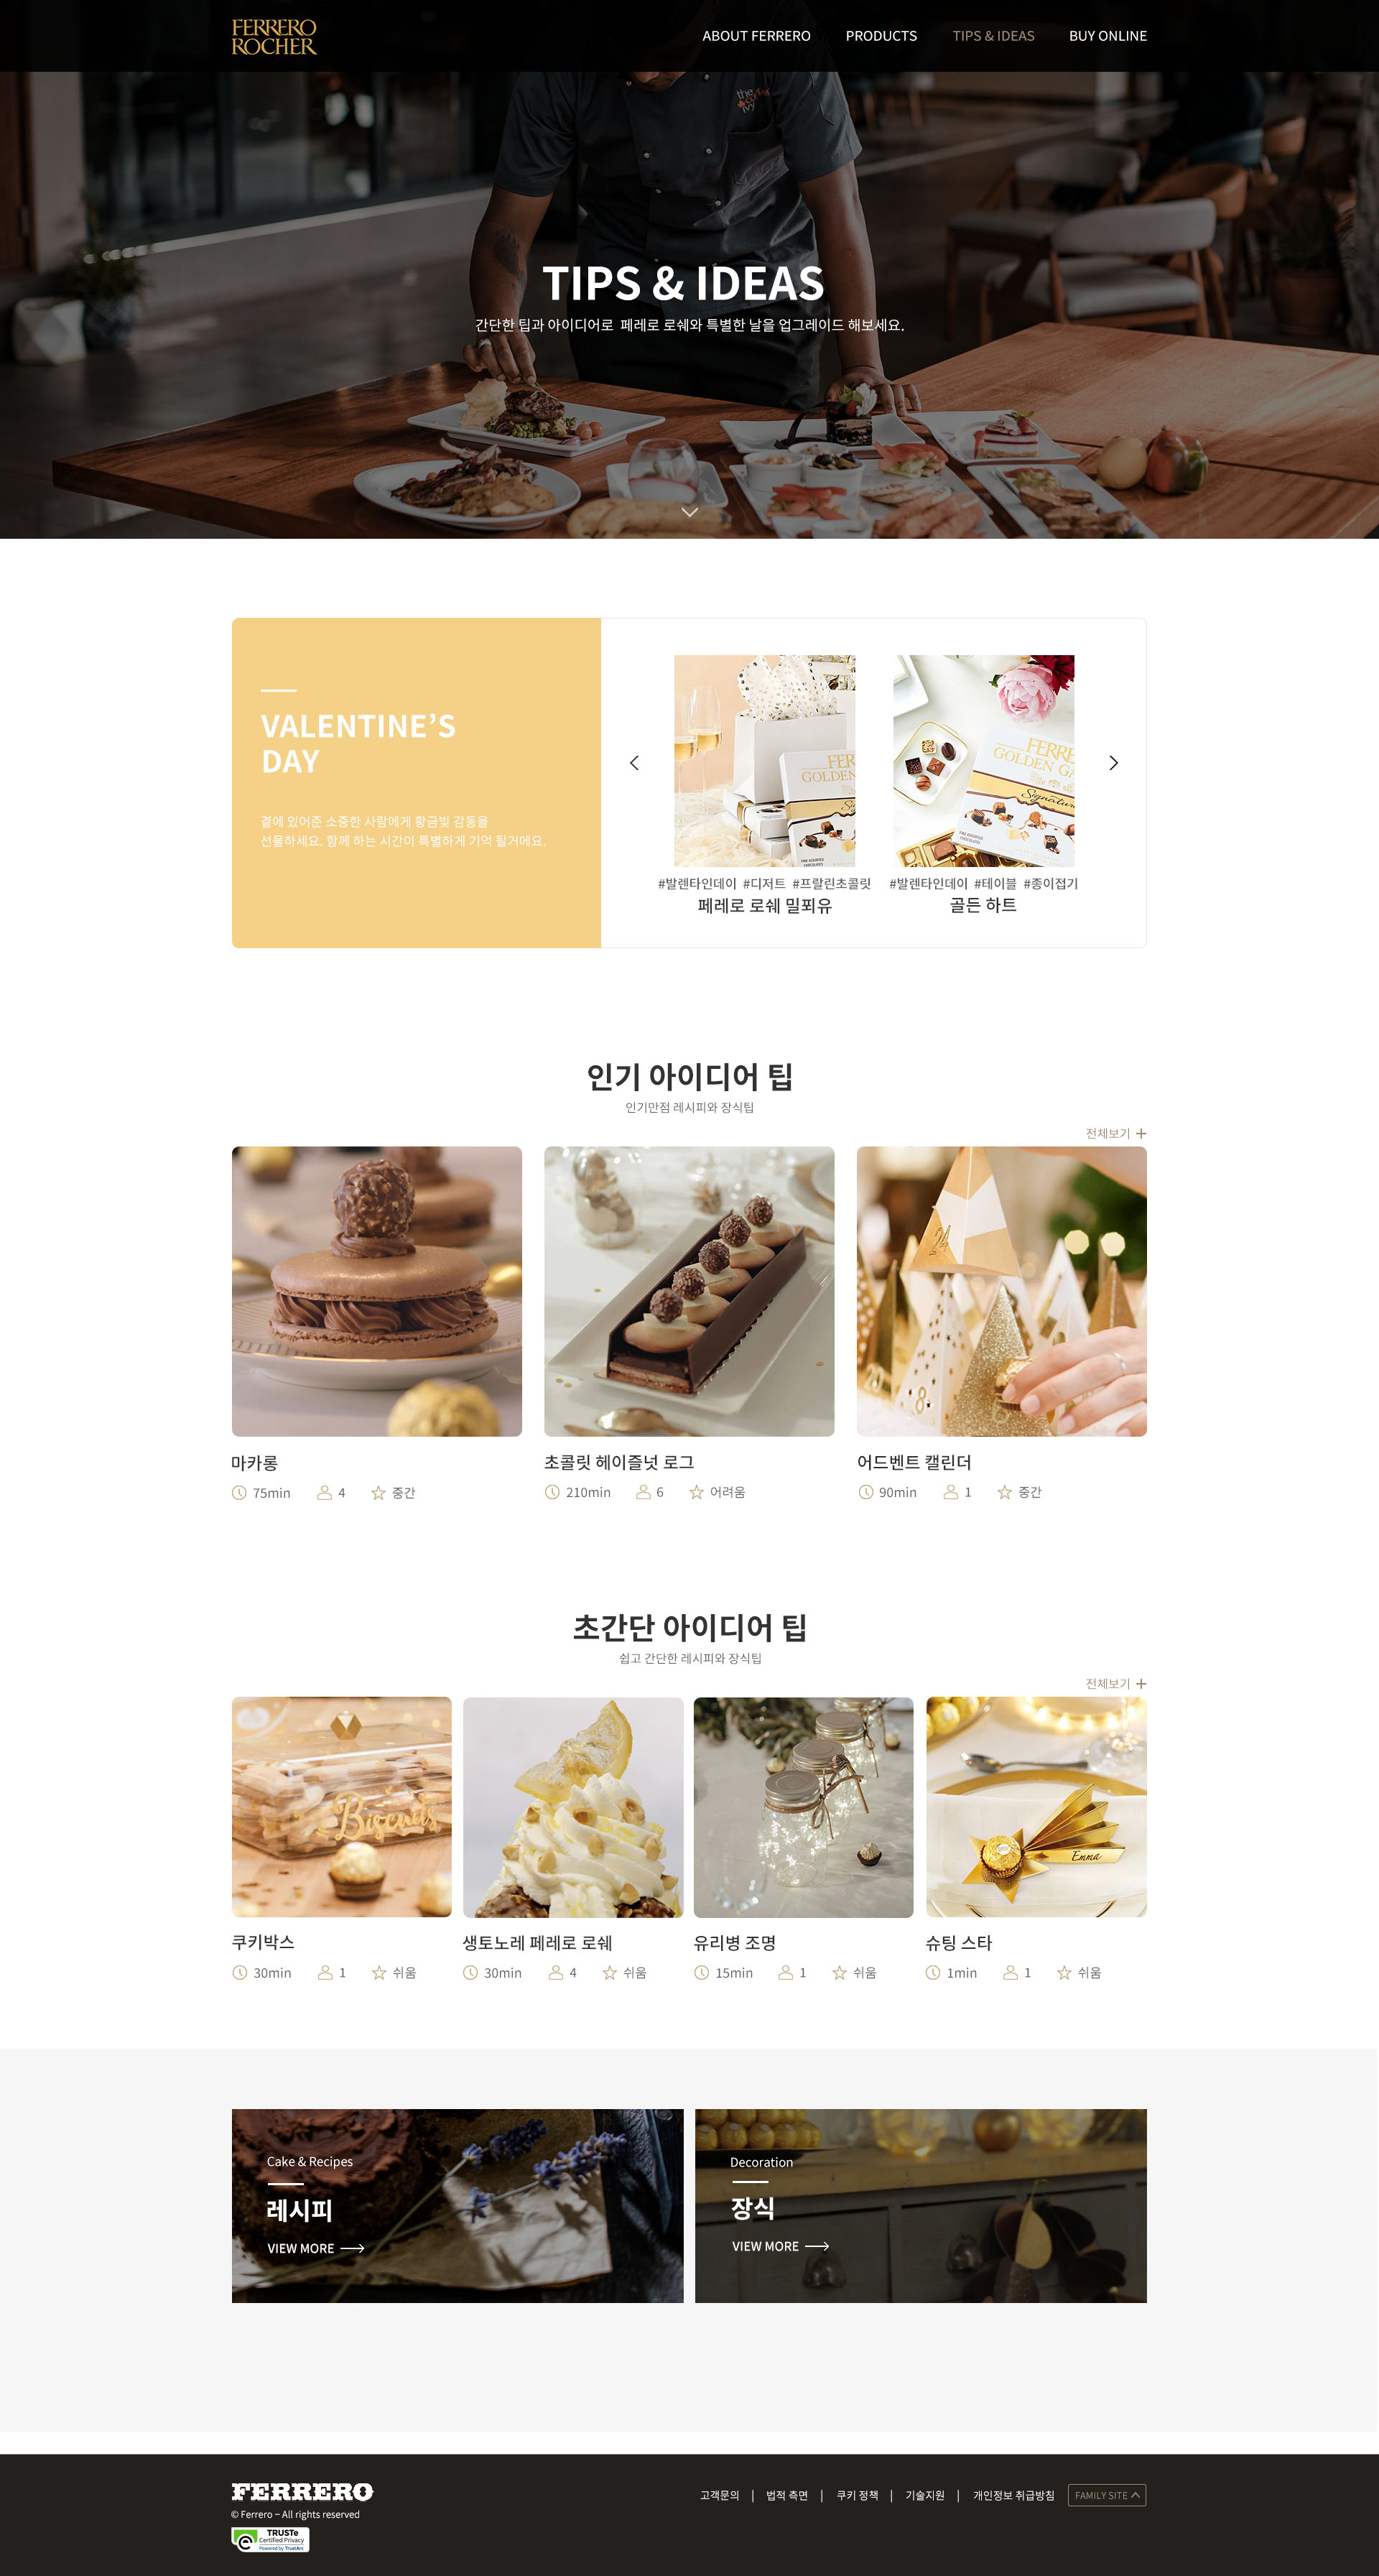 FERRERO
ROCHER
ABOUT FERRERO
PRODUCTS
TIPS & IDEAS
BUY ONLINE
the
ivy
TIPS & IDEAS
간단한 팁과 아이디어로 페레로 로쉐와 특별한 날을 업그레이드 해보세요.
VALENTINE’S
DAY
곁에 있어준 소중한 사람에게 황금빛 감동을
선물하세요. 함께 하는 시간이 특별하게 기억 될거에요.
FER
GOLDEN
FERRE
GOLDEN GA
Signature
#발렌타인데이 #디저트 #프랄린초콜릿
페레로 로쉐 밀푀유
#발렌타인데이 #테이블 #종이접기
골든 하트
인기 아이디어 팁
인기만점 레시피와 장식팁
전체보기 +
24
20
8
6
마카롱
75min 4 중간
초콜릿 헤이즐넛 로그
210min 6 어려움
어드벤트 캘린더
90min 1 중간
초간단 아이디어 팁
쉽고 간단한 레시피와 장식팁
전체보기 +
Biscuits
Emma
쿠키박스
30min 1 쉬움
생토노레 페레로 로쉐
30min 4 쉬움
유리병 조명
15min 1 쉬움
슈팅 스타
1min 1 쉬움
Cake & Recipes
레시피
VIEW MORE
Decoration
장식
VIEW MORE
FERRERO
© Ferrero – All rights reserved
TRUSTe
Certified Privacy
Powered by TrustArc
고객문의 | 법적 측면 | 쿠키 정책 | 기술지원 | 개인정보 취급방침
FAMILY SITE